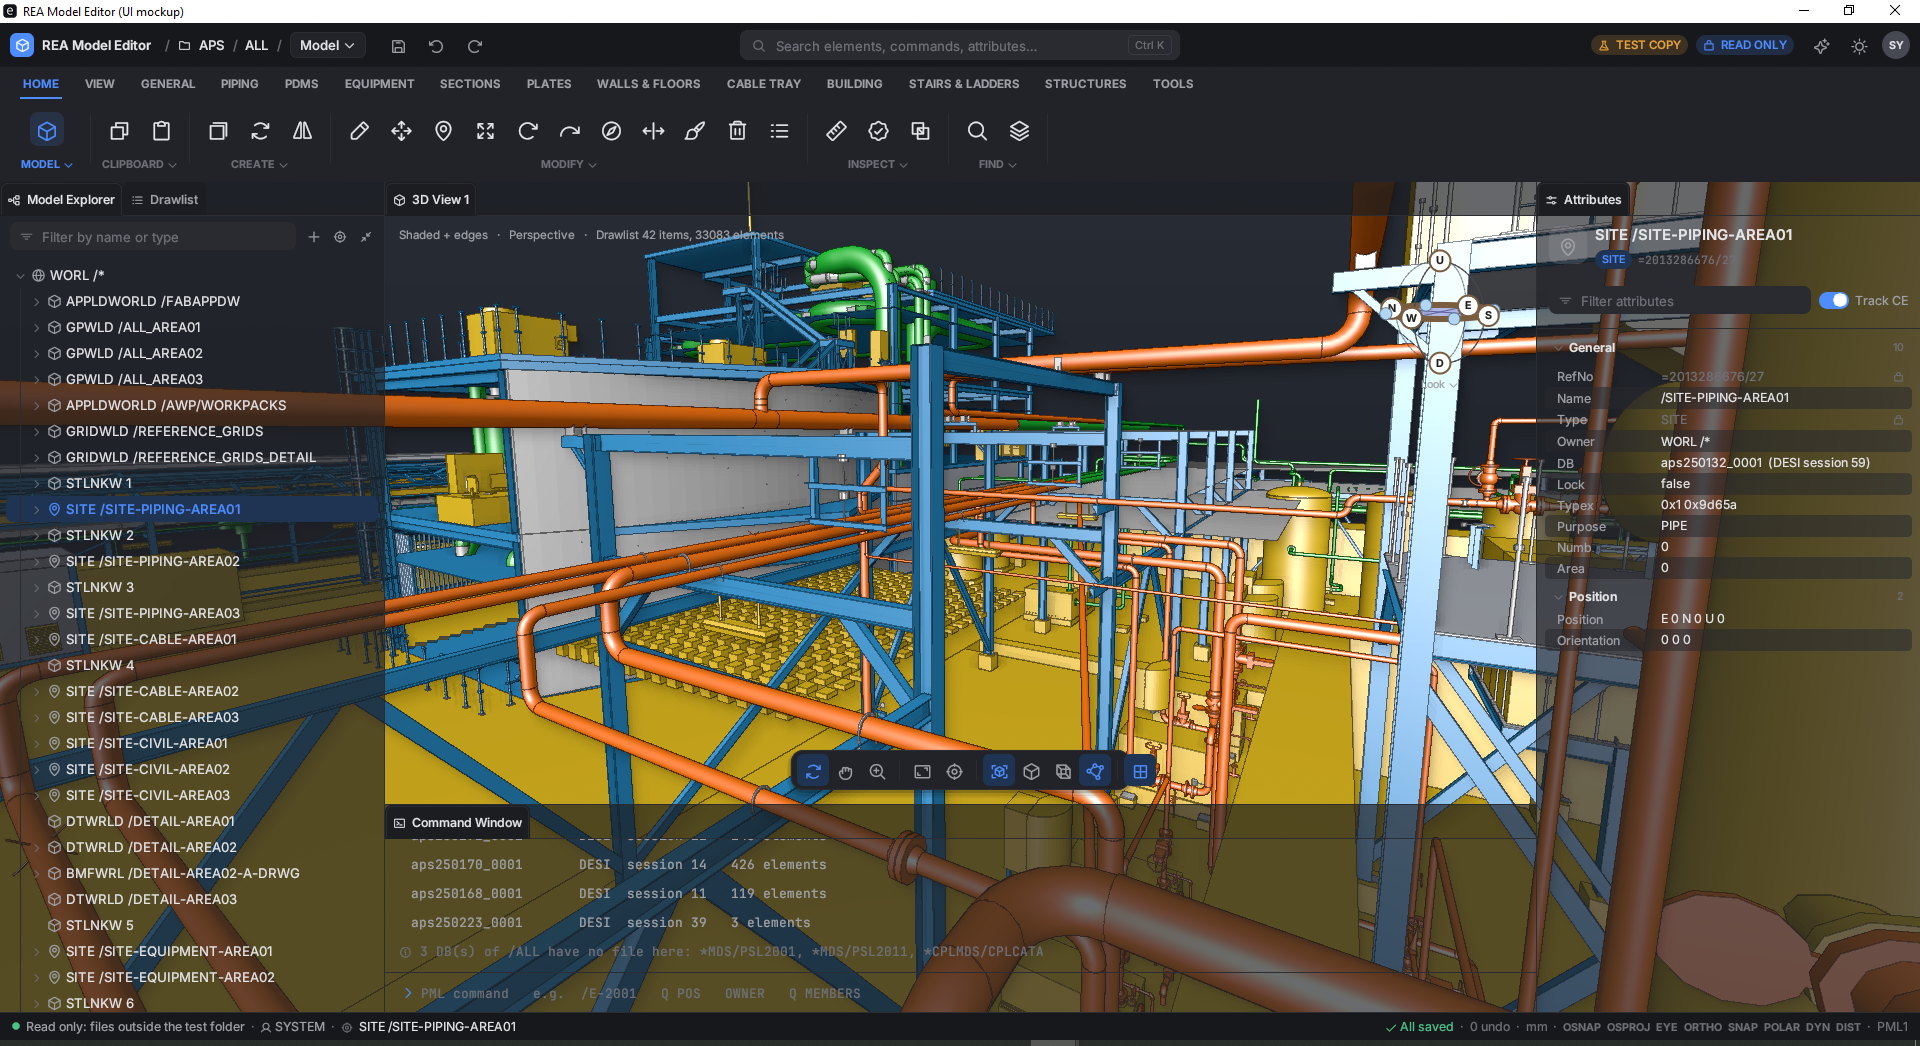 REA Model Editor (UI mockup)
REA Model Editor / APS / ALL / Model
Search elements, commands, attributes... Ctrl K
TEST COPY READ ONLY SY
HOME VIEW GENERAL PIPING PDMS EQUIPMENT SECTIONS PLATES WALLS & FLOORS CABLE TRAY BUILDING STAIRS & LADDERS STRUCTURES TOOLS
MODEL CLIPBOARD CREATE MODIFY INSPECT FIND
Model Explorer Drawlist
Filter by name or type
WORL /*
APPLDWORLD /FABAPPDW
GPWLD /ALL_AREA01
GPWLD /ALL_AREA02
GPWLD /ALL_AREA03
APPLDWORLD /AWP/WORKPACKS
GRIDWLD /REFERENCE_GRIDS
GRIDWLD /REFERENCE_GRIDS_DETAIL
STLNKW 1
SITE /SITE-PIPING-AREA01
STLNKW 2
SITE /SITE-PIPING-AREA02
STLNKW 3
SITE /SITE-PIPING-AREA03
SITE /SITE-CABLE-AREA01
STLNKW 4
SITE /SITE-CABLE-AREA02
SITE /SITE-CABLE-AREA03
SITE /SITE-CIVIL-AREA01
SITE /SITE-CIVIL-AREA02
SITE /SITE-CIVIL-AREA03
DTWRLD /DETAIL-AREA01
DTWRLD /DETAIL-AREA02
BMFWRL /DETAIL-AREA02-A-DRWG
DTWRLD /DETAIL-AREA03
STLNKW 5
SITE /SITE-EQUIPMENT-AREA01
SITE /SITE-EQUIPMENT-AREA02
STLNKW 6
3D View 1
Shaded + edges · Perspective · Drawlist 42 items, 33083 elements
U
N E
W S
D
Command Window
aps250170_0001 DESI session 14 426 elements
aps250168_0001 DESI session 11 119 elements
aps250223_0001 DESI session 39 3 elements
3 DB(s) of /ALL have no file here: *MDS/PSL2001, *MDS/PSL2011, *CPLMDS/CPLCATA
PML command e.g. /E-2001 Q POS OWNER Q MEMBERS
Attributes
SITE /SITE-PIPING-AREA01
SITE =2013286676/27
Filter attributes Track CE
General 10
RefNo =2013286676/27
Name /SITE-PIPING-AREA01
Type SITE
Owner WORL /*
DB aps250132_0001 (DESI session 59)
Lock false
Typex 0x1 0x9d65a
Purpose PIPE
Numb 0
Area 0
Position 2
Position E 0 N 0 U 0
Orientation 0 0 0
Read only: files outside the test folder · SYSTEM · SITE /SITE-PIPING-AREA01
All saved · 0 undo · mm · OSNAP OSPROJ EYE ORTHO SNAP POLAR DYN DIST · PML1